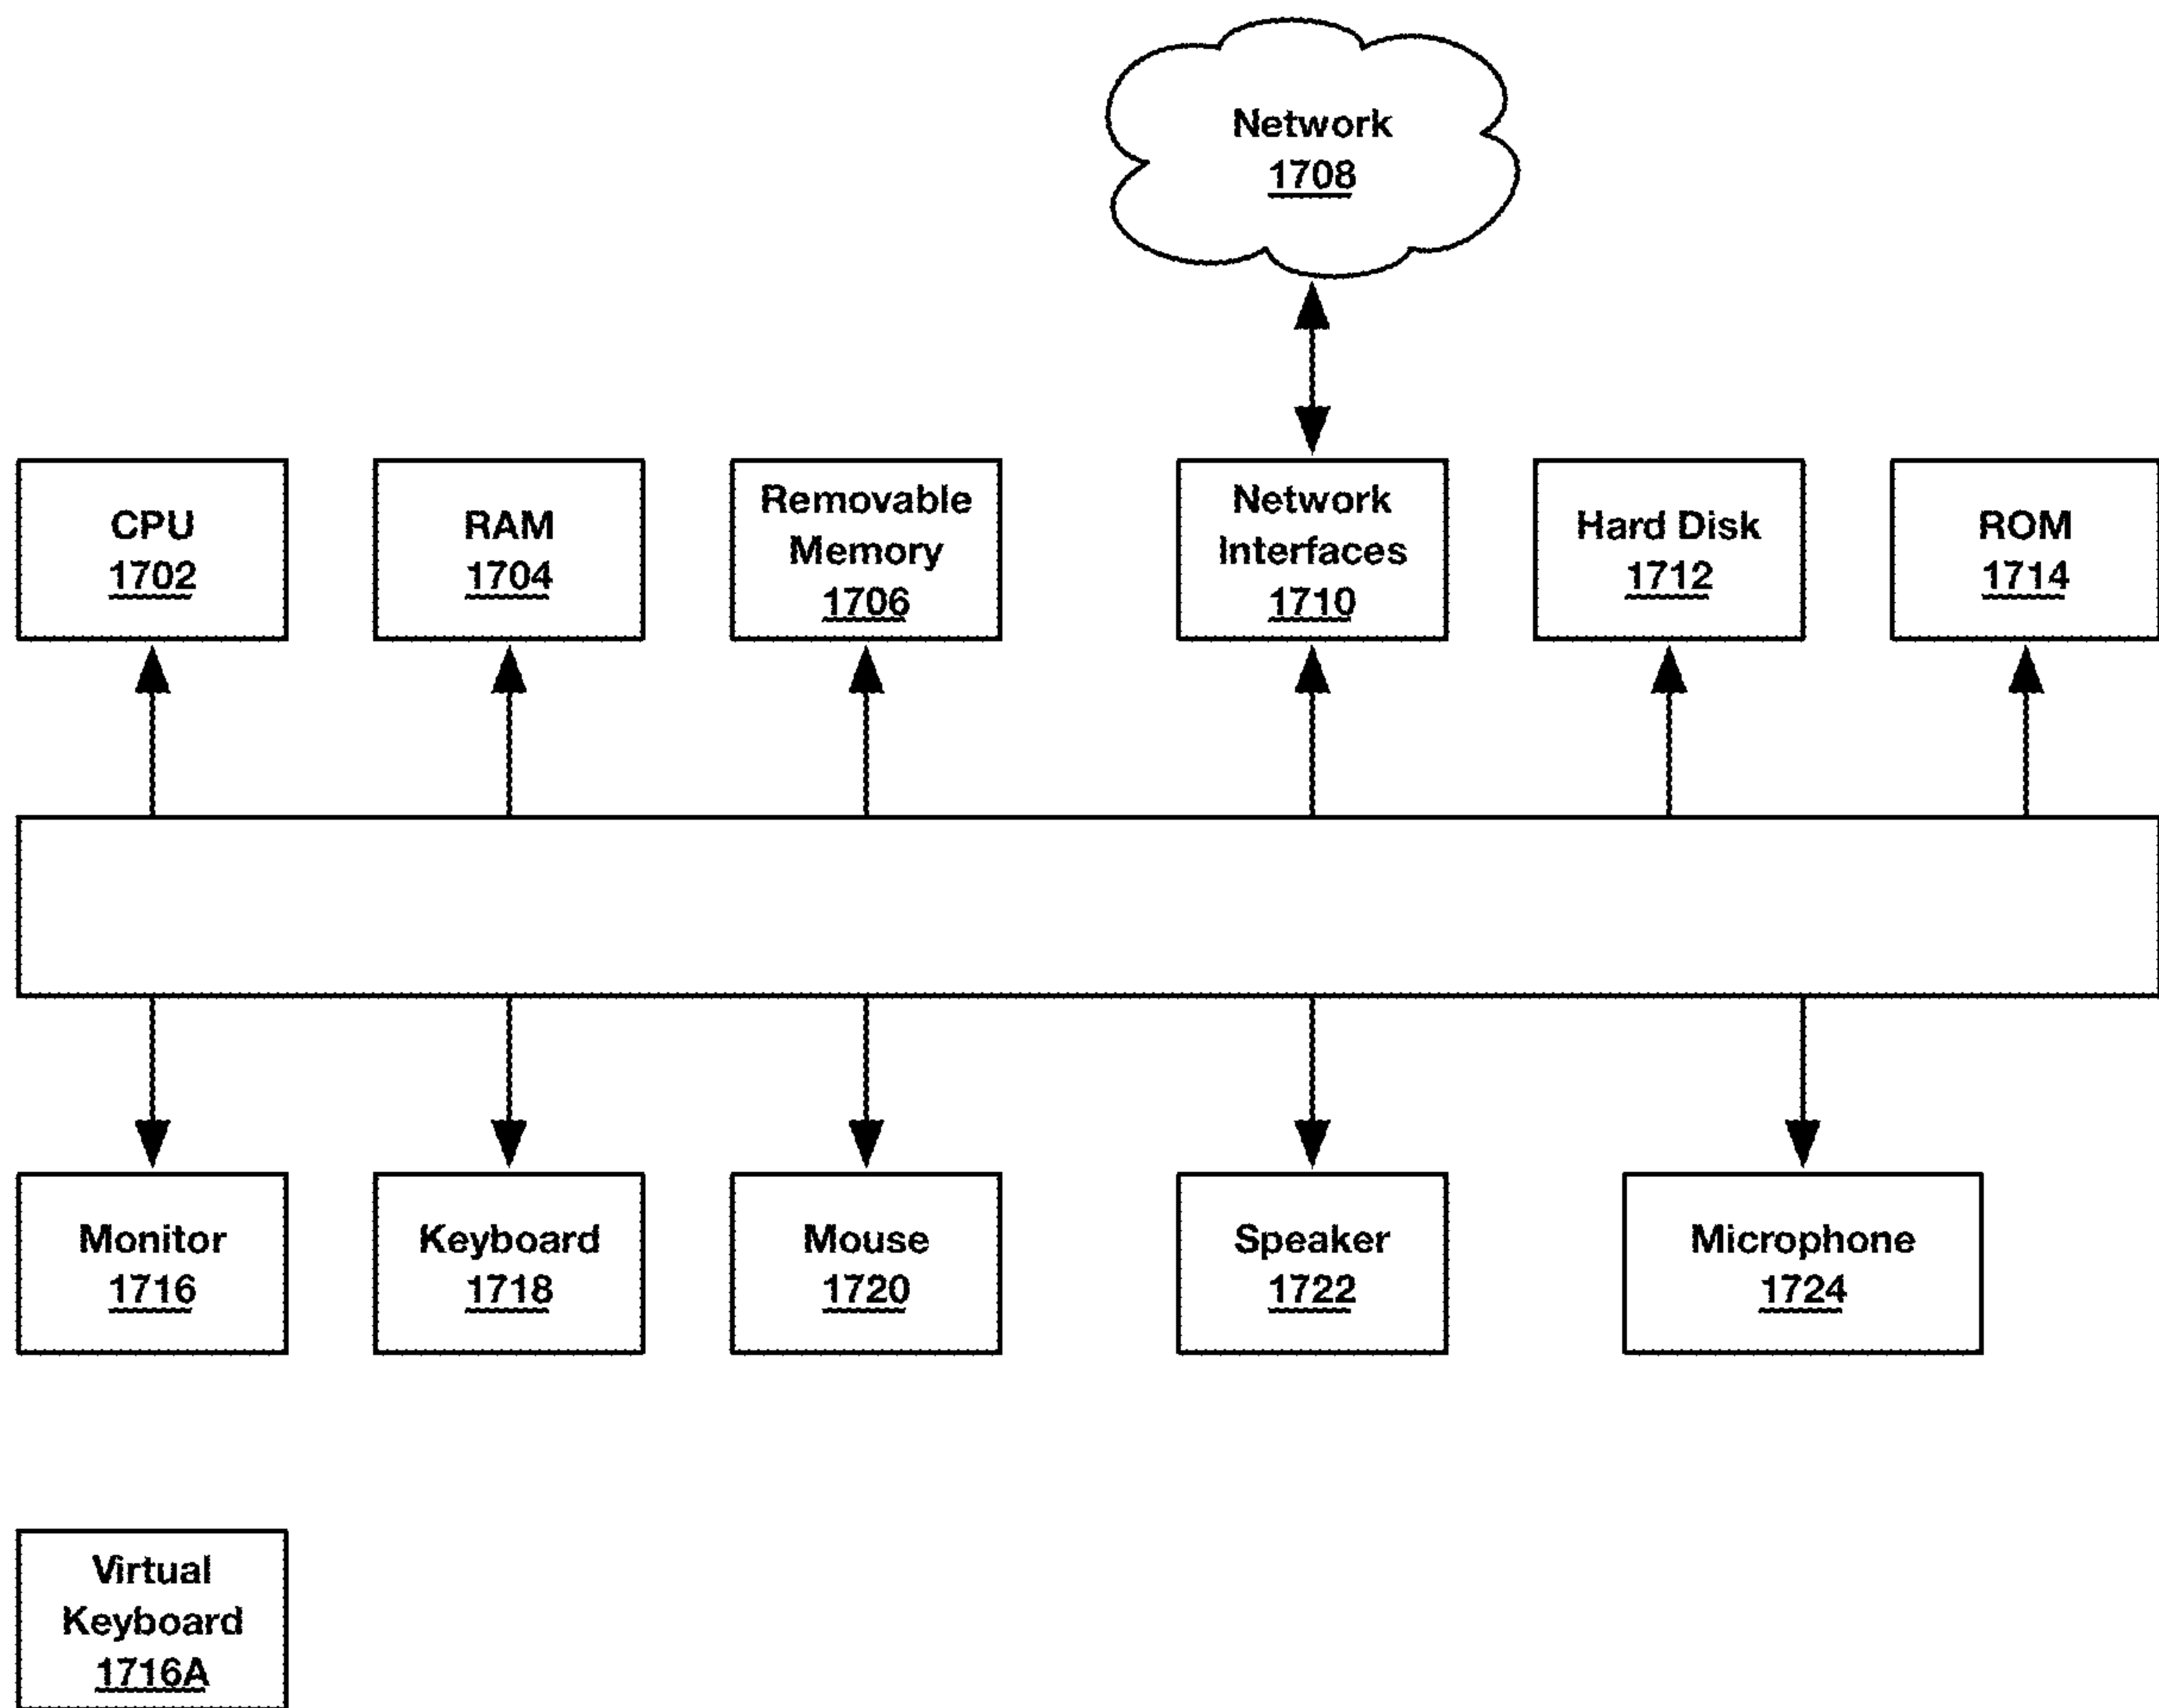 Network
1708
CPU
1702
RAM
1704
Removable
Memory
1706
Network
Interfaces
1710
Hard Disk
1712
ROM
1714
Monitor
1716
Keyboard
1718
Mouse
1720
Speaker
1722
Microphone
1724
Virtual
Keyboard
1716A